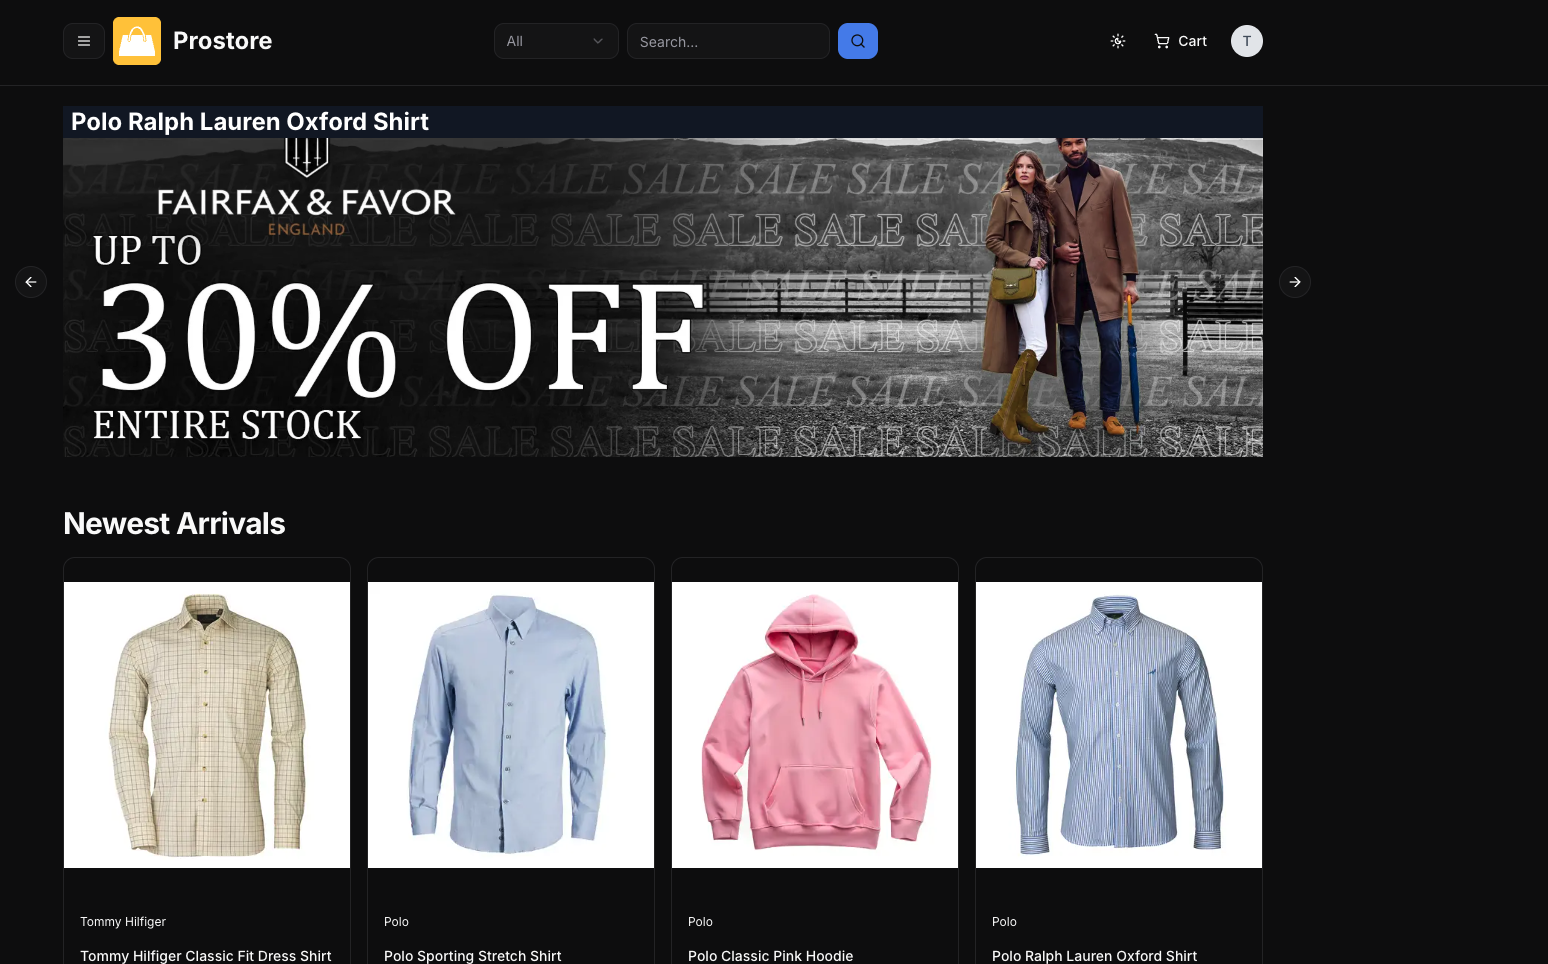 Prostore
All
Search...
Cart
T
Polo Ralph Lauren Oxford Shirt
FAIRFAX & FAVOR
ENGLAND
UP TO
30% OFF
ENTIRE STOCK
SALE SALE SALE SALE SALE SALE
Newest Arrivals
Tommy Hilfiger
Polo
Polo
Polo
Tommy Hilfiger Classic Fit Dress Shirt
Polo Sporting Stretch Shirt
Polo Classic Pink Hoodie
Polo Ralph Lauren Oxford Shirt